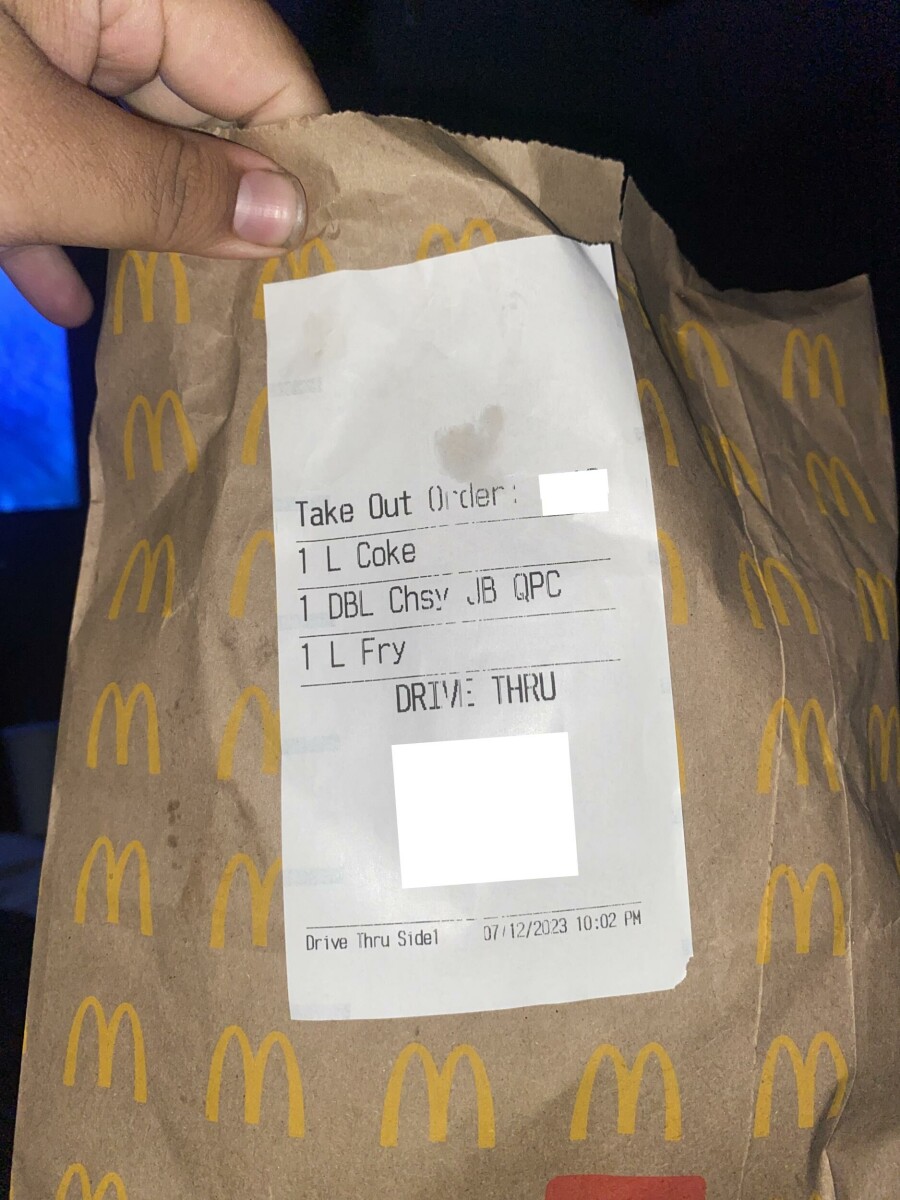 Take Out Order:
1 L Coke
1 DBL Chsy JB QPC
1 L Fry
DRIVE THRU
Drive Thru Side1 07/12/2023 10:02 PM